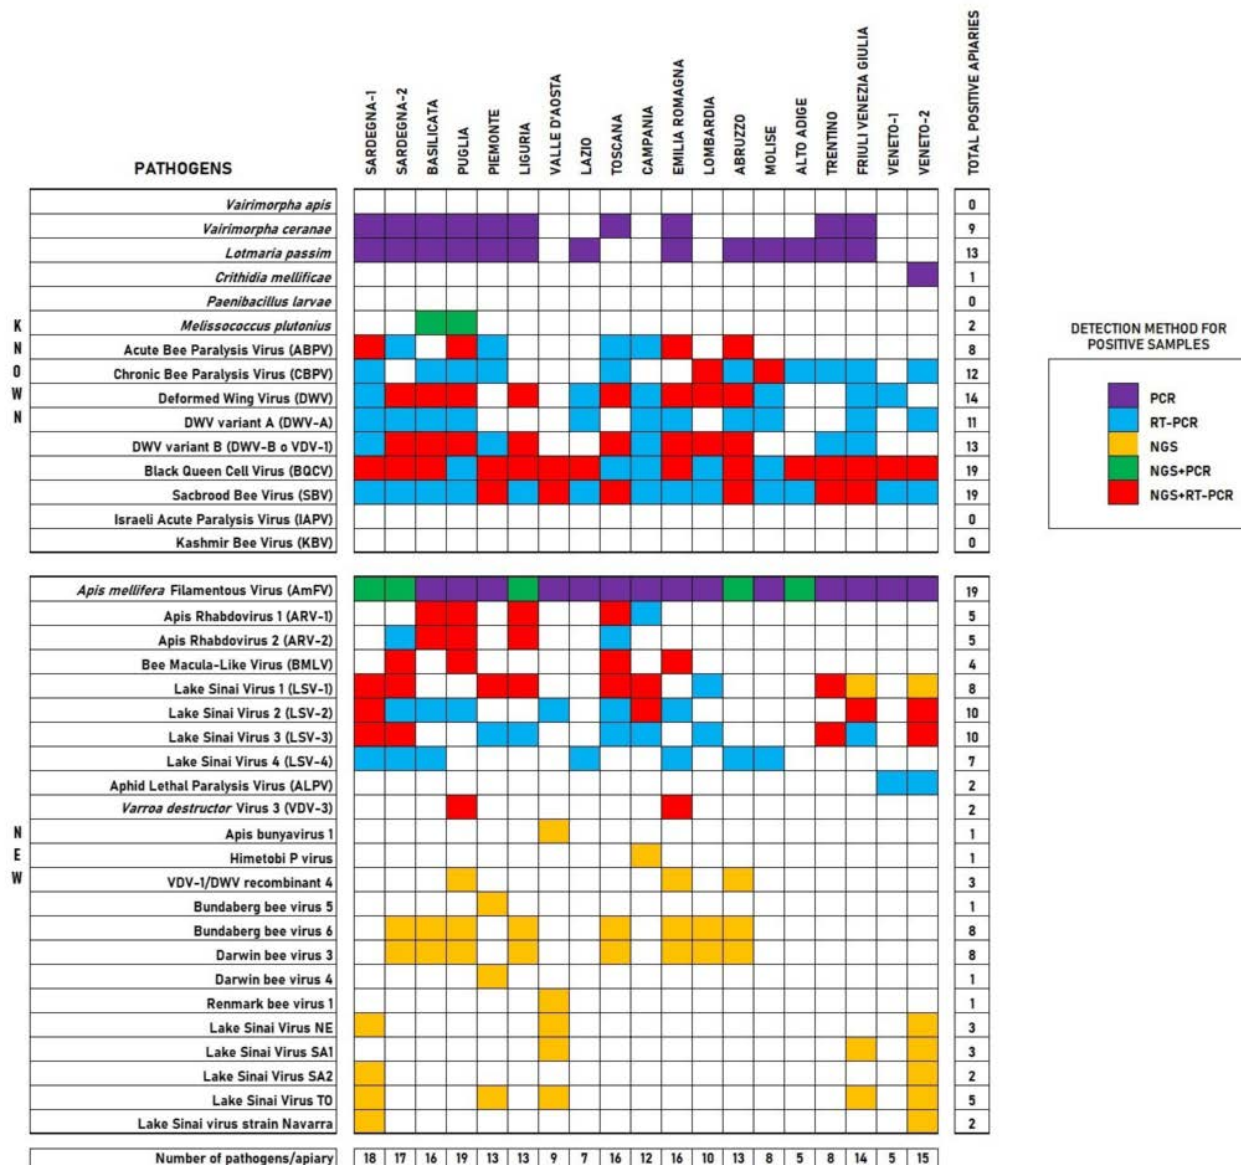 SARDEGNA-1
SARDEGNA-2
BASILICATA
PUGLIA
PIEMONTE
LIGURIA
VALLE D'AOSTA
LAZIO
TOSCANA
CAMPANIA
EMILIA ROMAGNA
LOMBARDIA
ABRUZZO
MOLISE
ALTO ADIGE
TRENTINO
FRIULI VENEZIA GIULIA
VENETO-1
VENETO-2
TOTAL POSITIVE APIARIES
PATHOGENS
KNOWN
Vairimorpha apis 0
Vairimorpha ceranae 9
Lotmaria passim 13
Crithidia mellificae 1
Paenibacillus larvae 0
Melissococcus plutonius 2
Acute Bee Paralysis Virus (ABPV) 8
Chronic Bee Paralysis Virus (CBPV) 12
Deformed Wing Virus (DWV) 14
DWV variant A (DWV-A) 11
DWV variant B (DWV-B o VDV-1) 13
Black Queen Cell Virus (BQCV) 19
Sacbrood Bee Virus (SBV) 19
Israeli Acute Paralysis Virus (IAPV) 0
Kashmir Bee Virus (KBV) 0
DETECTION METHOD FOR
POSITIVE SAMPLES
PCR
RT-PCR
NGS
NGS+PCR
NGS+RT-PCR
NEW
Apis mellifera Filamentous Virus (AmFV) 19
Apis Rhabdovirus 1 (ARV-1) 5
Apis Rhabdovirus 2 (ARV-2) 5
Bee Macula-Like Virus (BMLV) 4
Lake Sinai Virus 1 (LSV-1) 8
Lake Sinai Virus 2 (LSV-2) 10
Lake Sinai Virus 3 (LSV-3) 10
Lake Sinai Virus 4 (LSV-4) 7
Aphid Lethal Paralysis Virus (ALPV) 2
Varroa destructor Virus 3 (VDV-3) 2
Apis bunyavirus 1 1
Himetobi P virus 1
VDV-1/DWV recombinant 4 3
Bundaberg bee virus 5 1
Bundaberg bee virus 6 8
Darwin bee virus 3 8
Darwin bee virus 4 1
Renmark bee virus 1 1
Lake Sinai Virus NE 3
Lake Sinai Virus SA1 3
Lake Sinai Virus SA2 2
Lake Sinai Virus TO 5
Lake Sinai virus strain Navarra 2
Number of pathogens/apiary 18 17 16 19 13 13 9 7 16 12 16 10 13 8 5 8 14 5 15